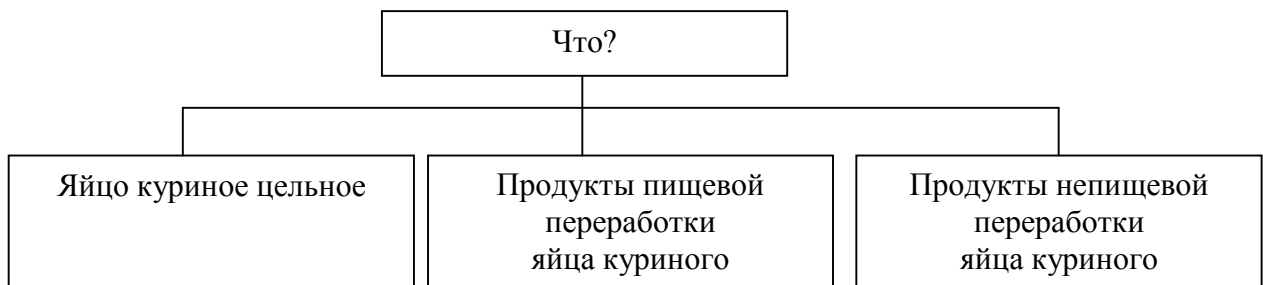 Что?
Яйцо куриное цельное
Продукты пищевой
переработки
яйца куриного
Продукты непищевой
переработки
яйца куриного